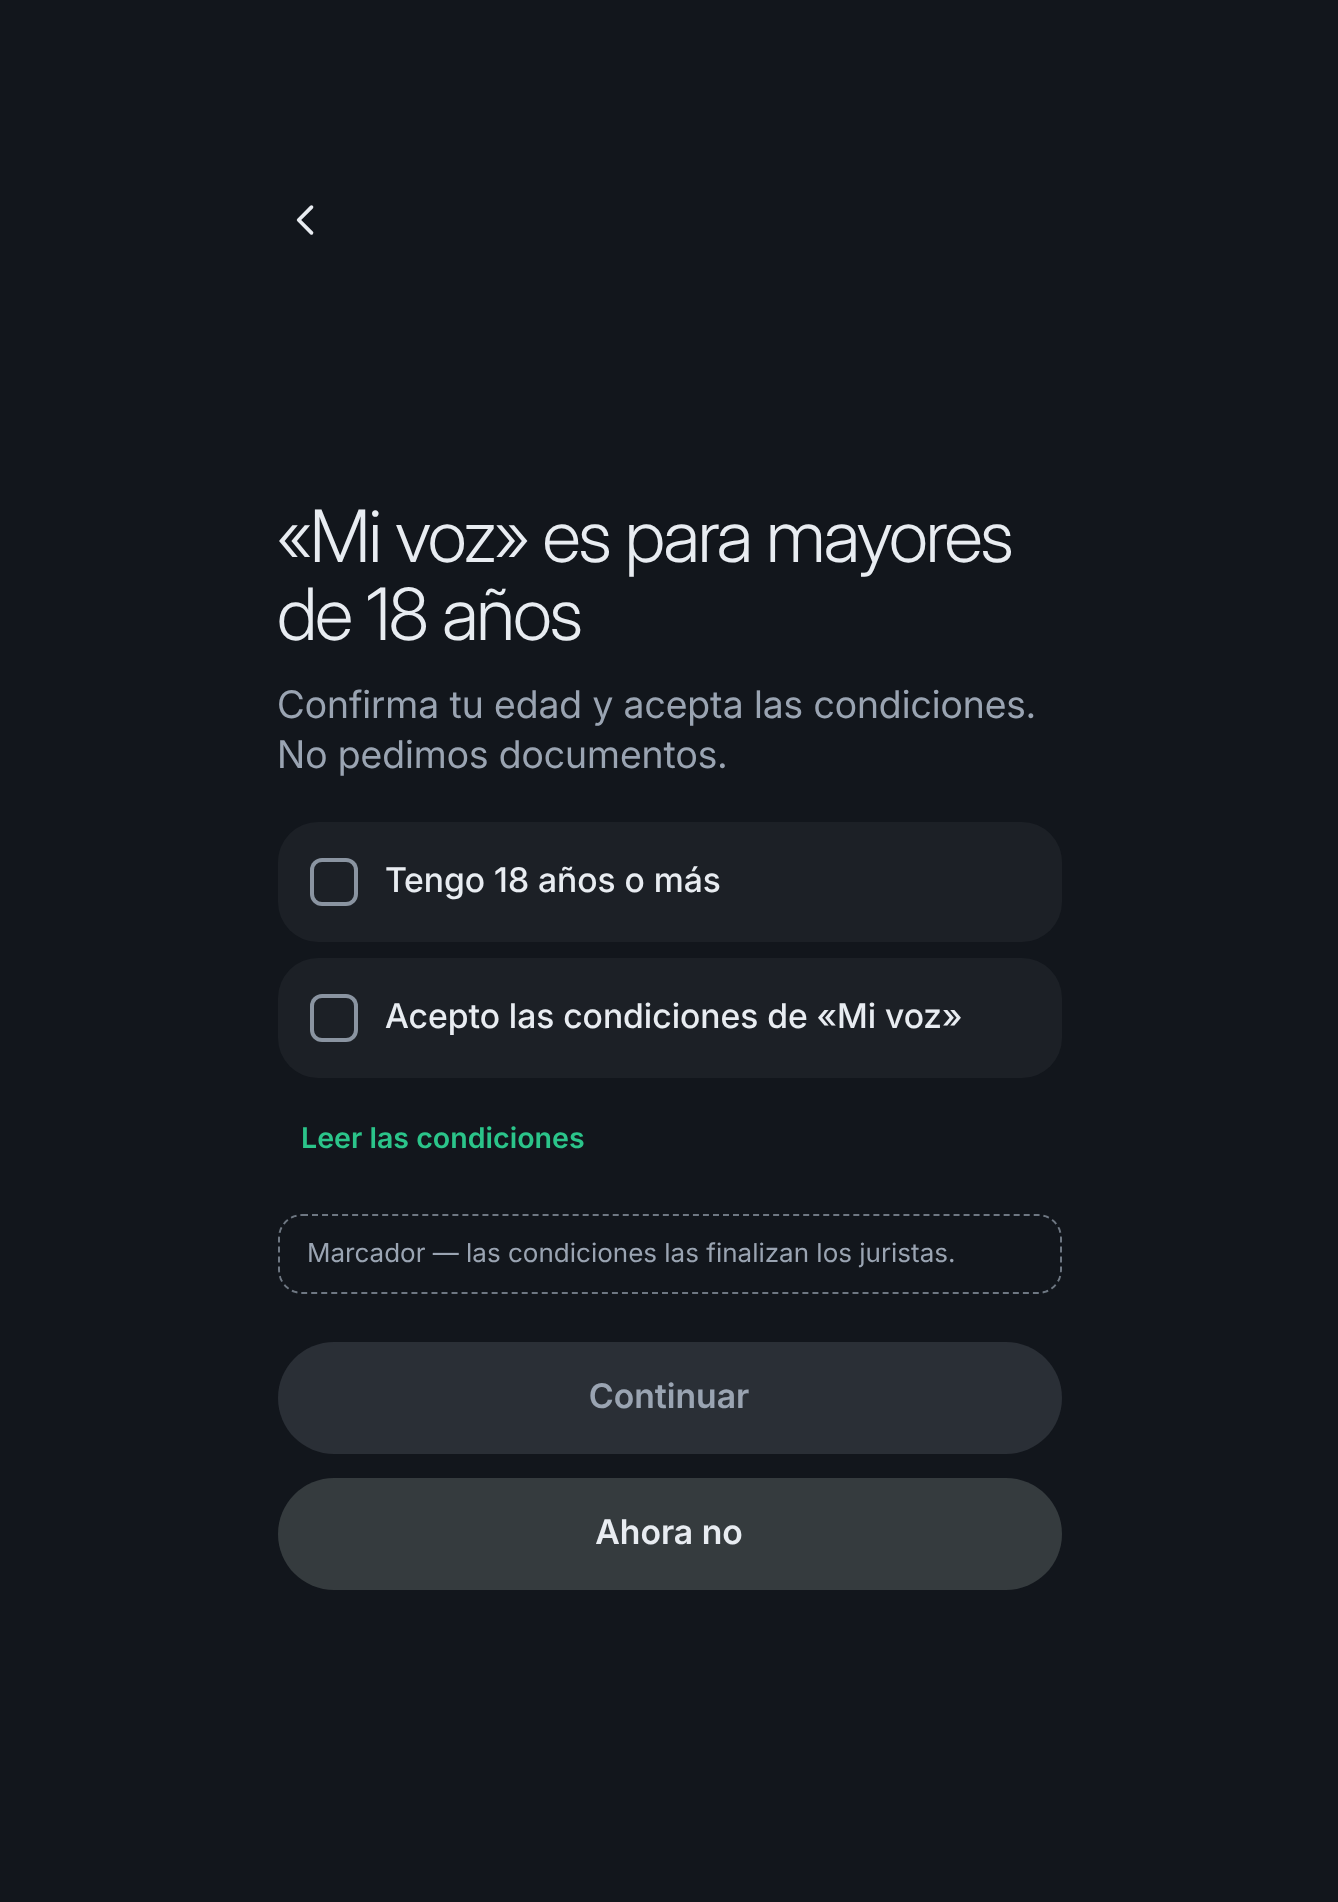 «Mi voz» es para mayores
de 18 años
Confirma tu edad y acepta las condiciones.
No pedimos documentos.
Tengo 18 años o más
Acepto las condiciones de «Mi voz»
Leer las condiciones
Marcador — las condiciones las finalizan los juristas.
Continuar
Ahora no